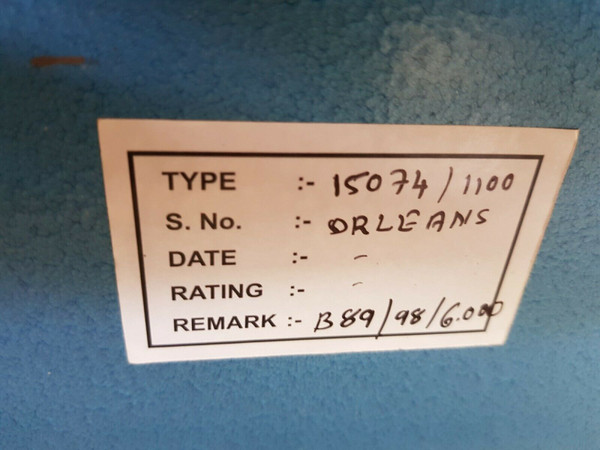 TYPE :- 15074/1100
S. No. :- ORLEANS
DATE :- -
RATING :- -
REMARK :- B89/98/6.000